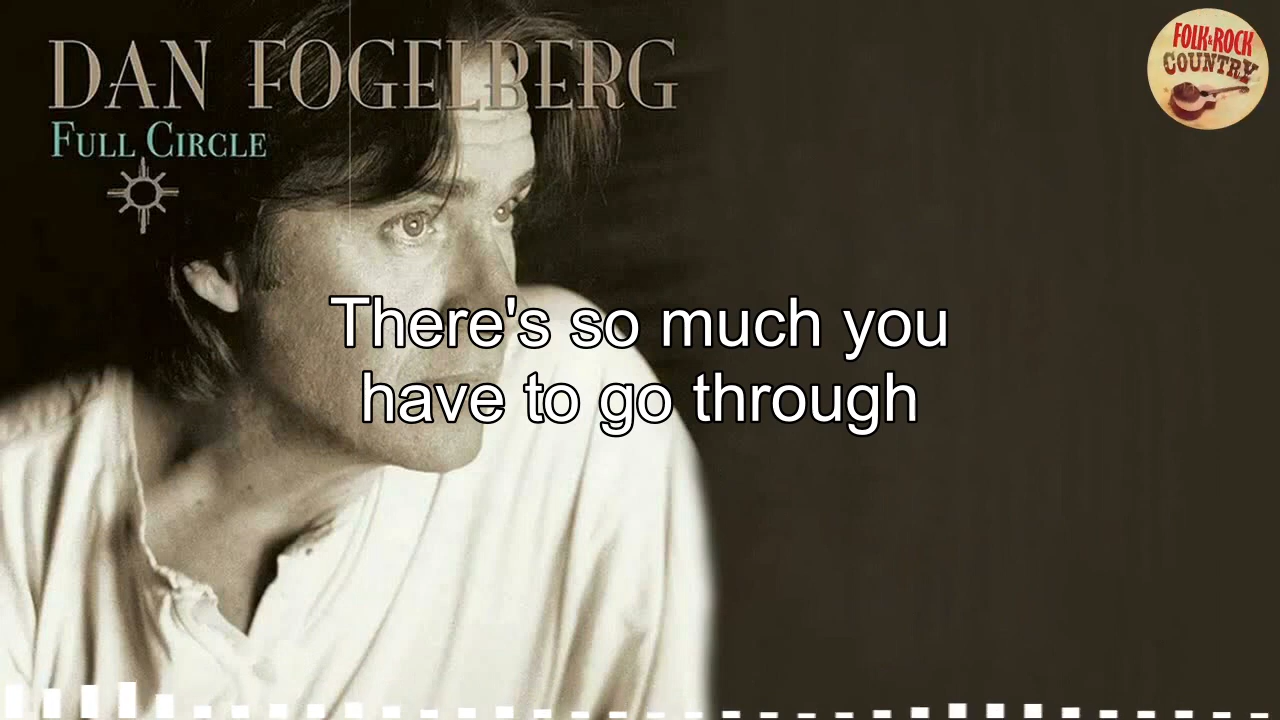 DAN FOGELBERG
FULL CIRCLE
FOLK & ROCK
COUNTRY
There's so much you
have to go through